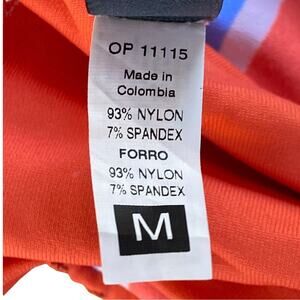 OP 11115
Made in
Colombia
93% NYLON
7% SPANDEX
FORRO
93% NYLON
7% SPANDEX
M